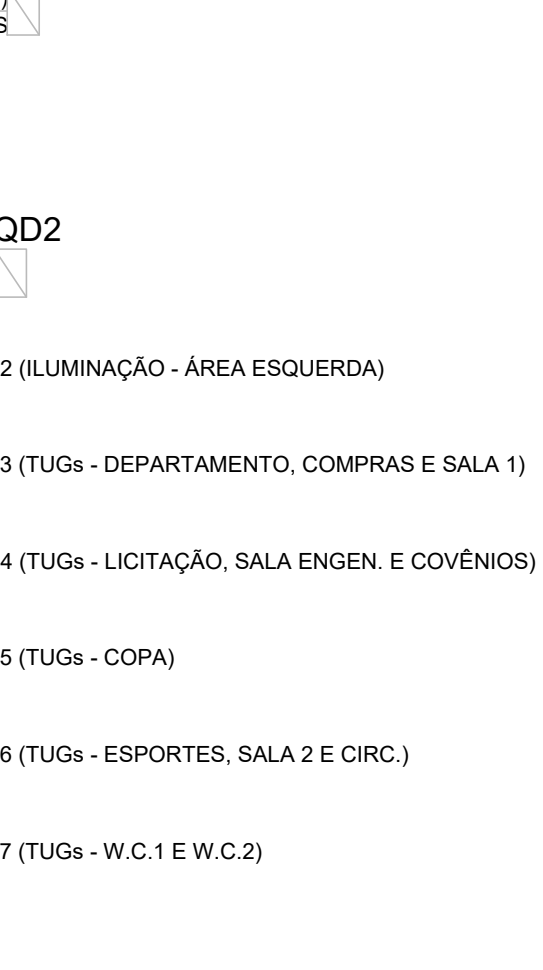 QD2
2 (ILUMINAÇÃO - ÁREA ESQUERDA)
3 (TUGs - DEPARTAMENTO, COMPRAS E SALA 1)
4 (TUGs - LICITAÇÃO, SALA ENGEN. E COVÊNIOS)
5 (TUGs - COPA)
6 (TUGs - ESPORTES, SALA 2 E CIRC.)
7 (TUGs - W.C.1 E W.C.2)